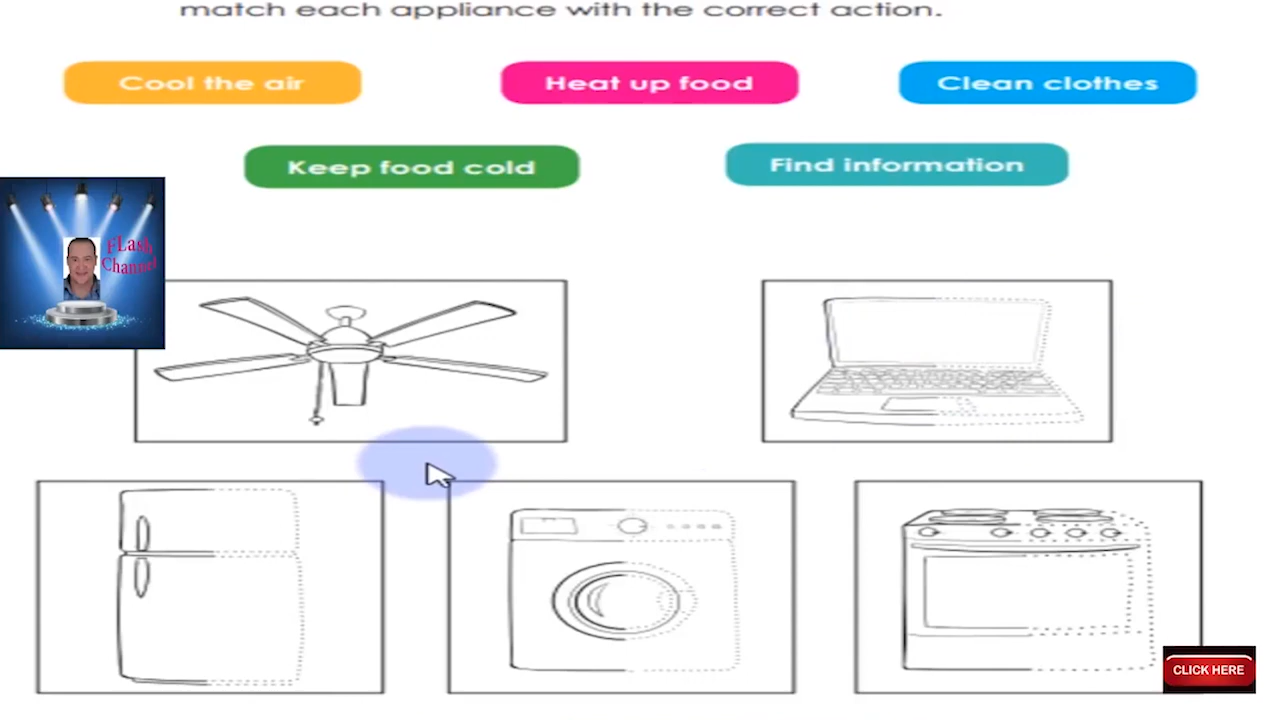 match each appliance with the correct action.
Cool the air
Heat up food
Clean clothes
Keep food cold
Find information
FLash
Channel
CLICK HERE